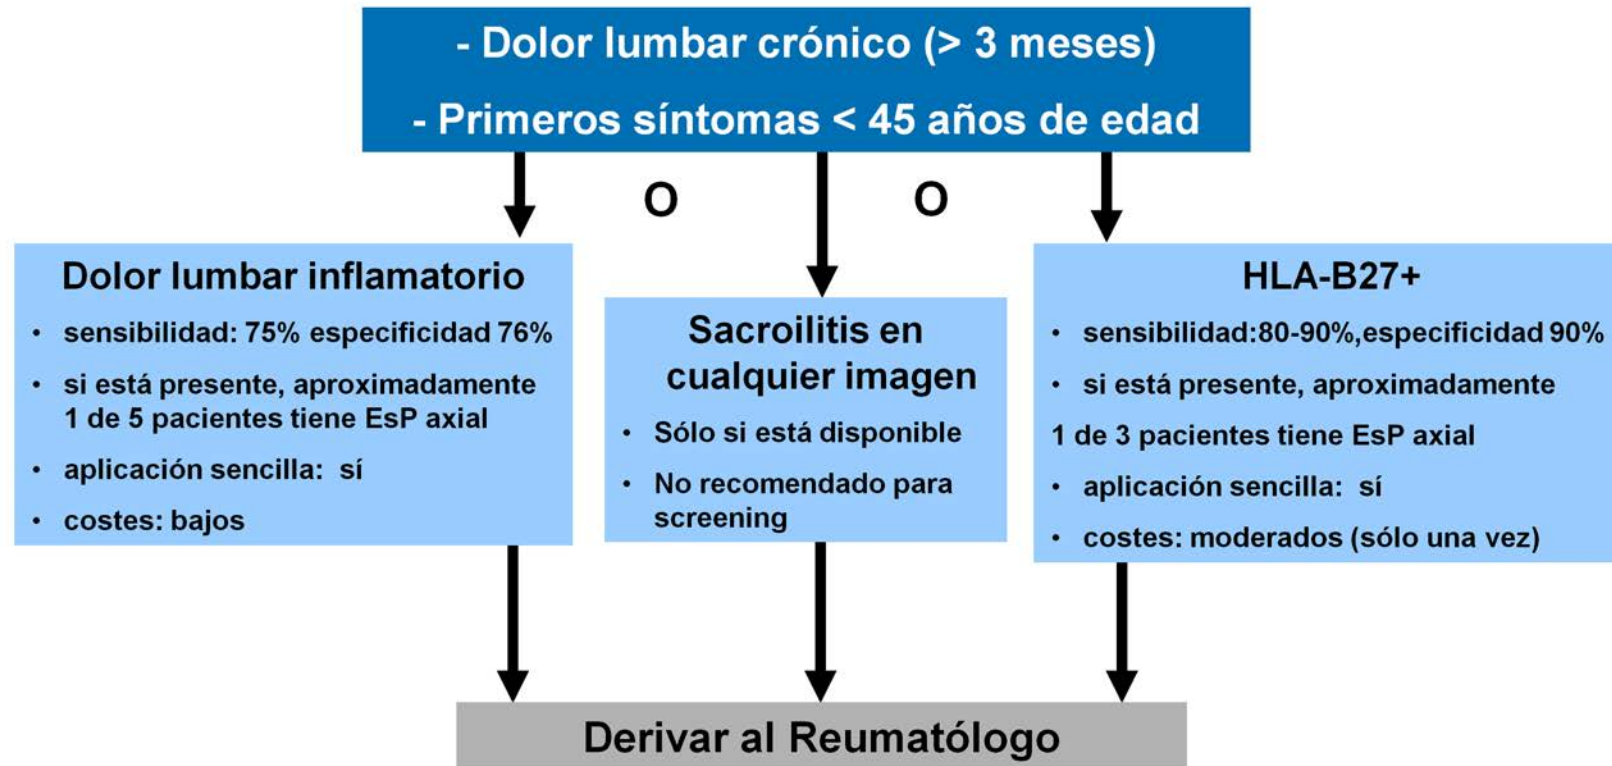 - Dolor lumbar crónico (> 3 meses)
- Primeros síntomas < 45 años de edad
O
O
Dolor lumbar inflamatorio
• sensibilidad: 75% especificidad 76%
• si está presente, aproximadamente
1 de 5 pacientes tiene EsP axial
• aplicación sencilla: sí
• costes: bajos
Sacroilitis en
cualquier imagen
• Sólo si está disponible
• No recomendado para
screening
HLA-B27+
• sensibilidad:80-90%,especificidad 90%
• si está presente, aproximadamente
1 de 3 pacientes tiene EsP axial
• aplicación sencilla: sí
• costes: moderados (sólo una vez)
Derivar al Reumatólogo